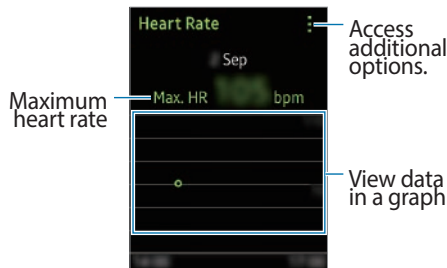 Heart Rate
Access
additional
options.
Sep
Max. HR bpm
Maximum
heart rate
View data
in a graph